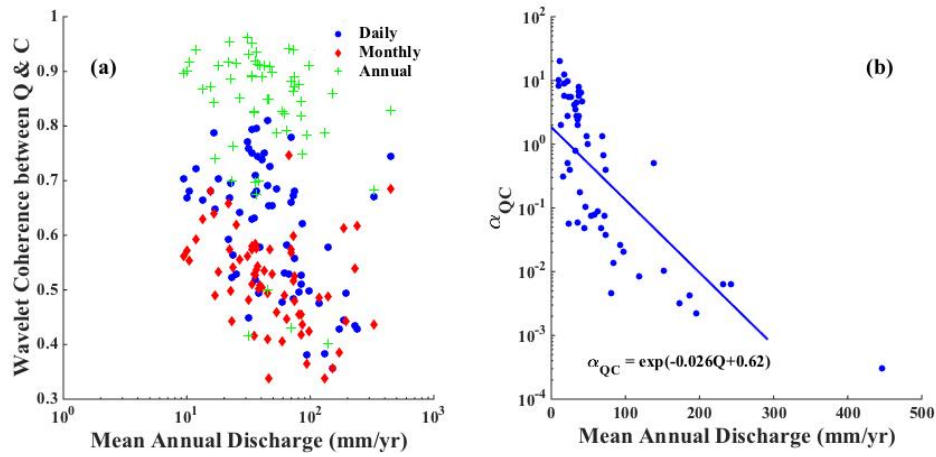 (a)
Daily
Monthly
Annual
1
0.9
0.8
0.7
0.6
0.5
0.4
0.3
10^0
10^1
10^2
10^3
Wavelet Coherence between Q & C
Mean Annual Discharge (mm/yr)
(b)
10^2
10^1
10^0
10^-1
10^-2
10^-3
10^-4
0
100
200
300
400
500
α_QC
α_QC = exp(-0.026Q+0.62)
Mean Annual Discharge (mm/yr)